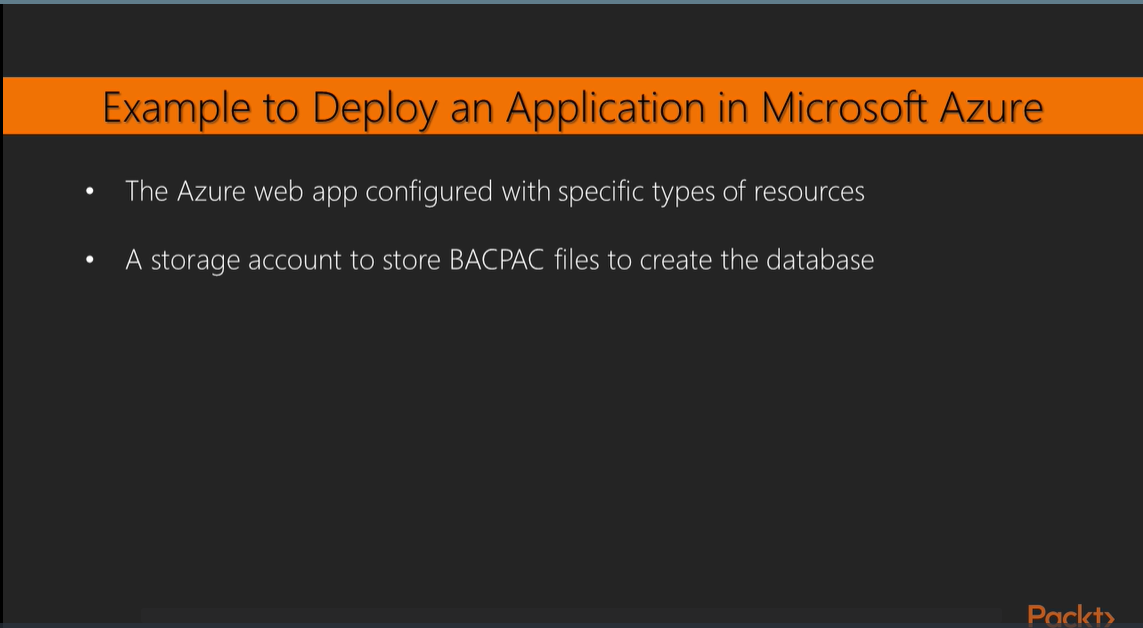 Example to Deploy an Application in Microsoft Azure
• The Azure web app configured with specific types of resources
• A storage account to store BACPAC files to create the database
Packt>